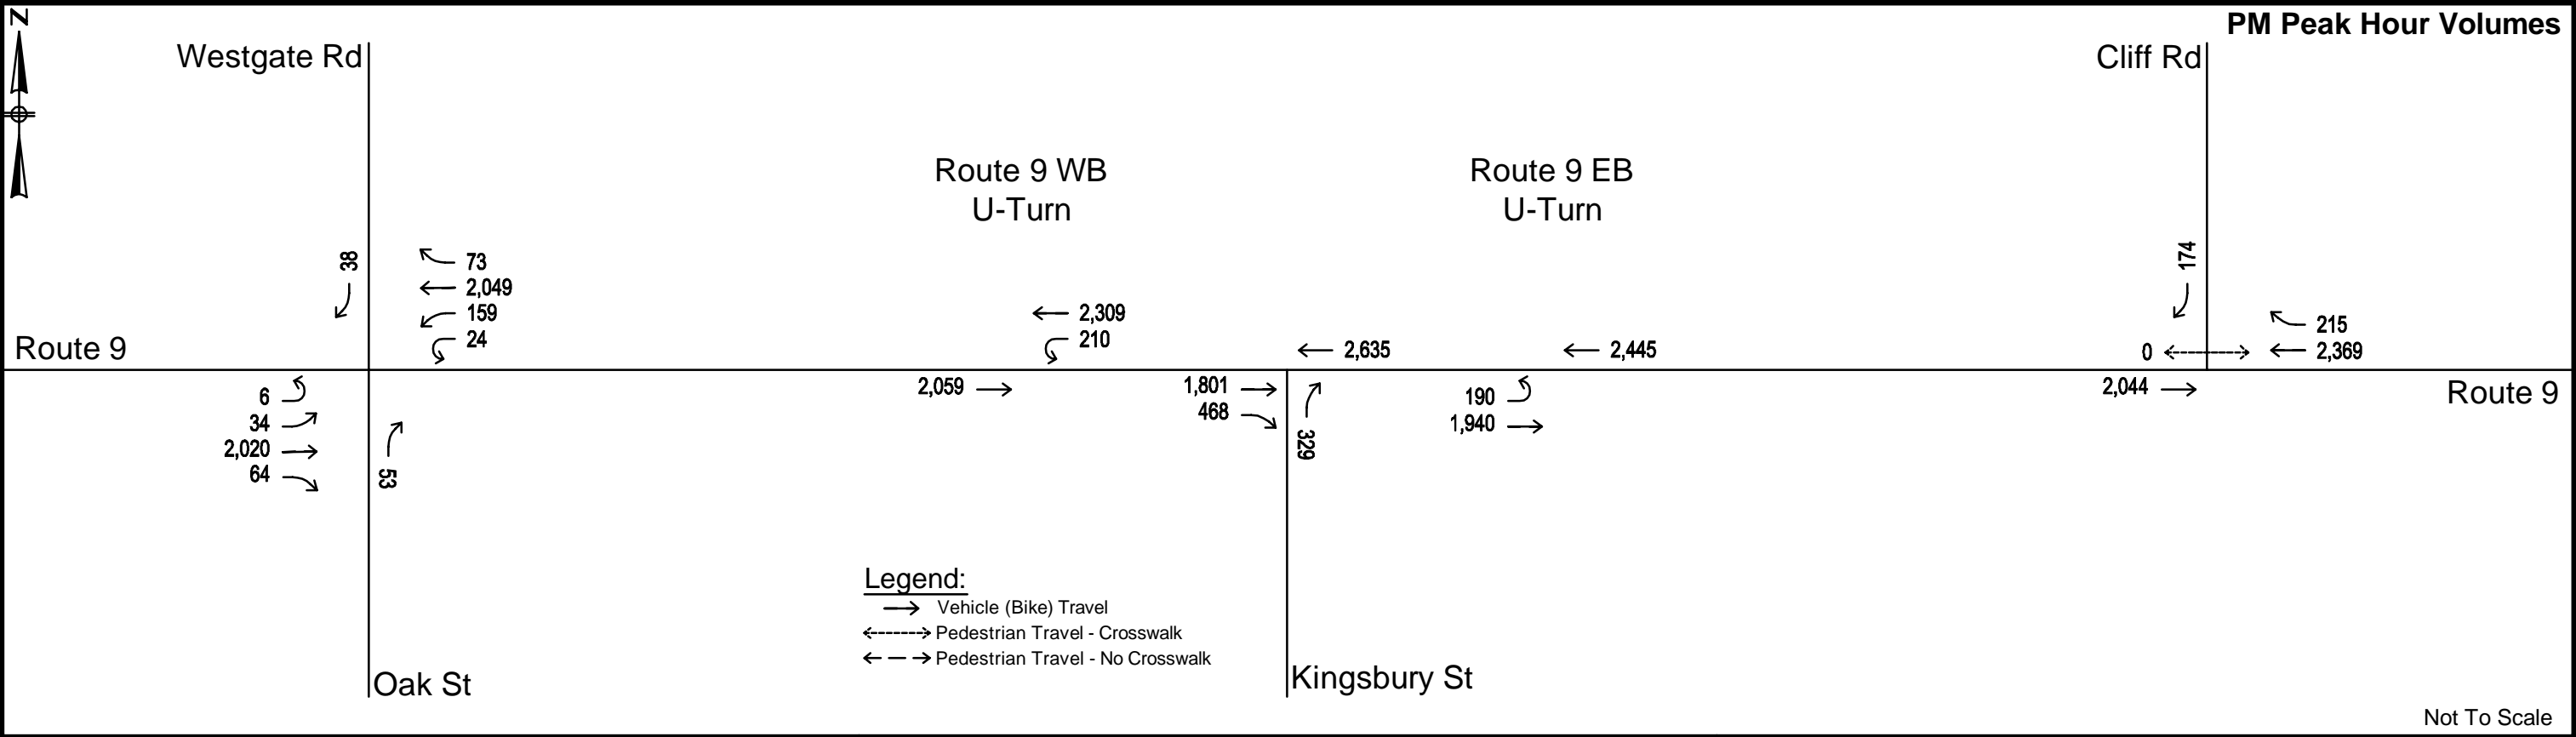 N
PM Peak Hour Volumes
Westgate Rd
Cliff Rd
Route 9 WB
U-Turn
Route 9 EB
U-Turn
38
73
2,049
159
24
2,309
210
2,635
2,445
174
0
215
2,369
Route 9
6
34
2,020
64
53
2,059
1,801
468
329
190
1,940
2,044
Route 9
Legend:
Vehicle (Bike) Travel
Pedestrian Travel - Crosswalk
Pedestrian Travel - No Crosswalk
Oak St
Kingsbury St
Not To Scale